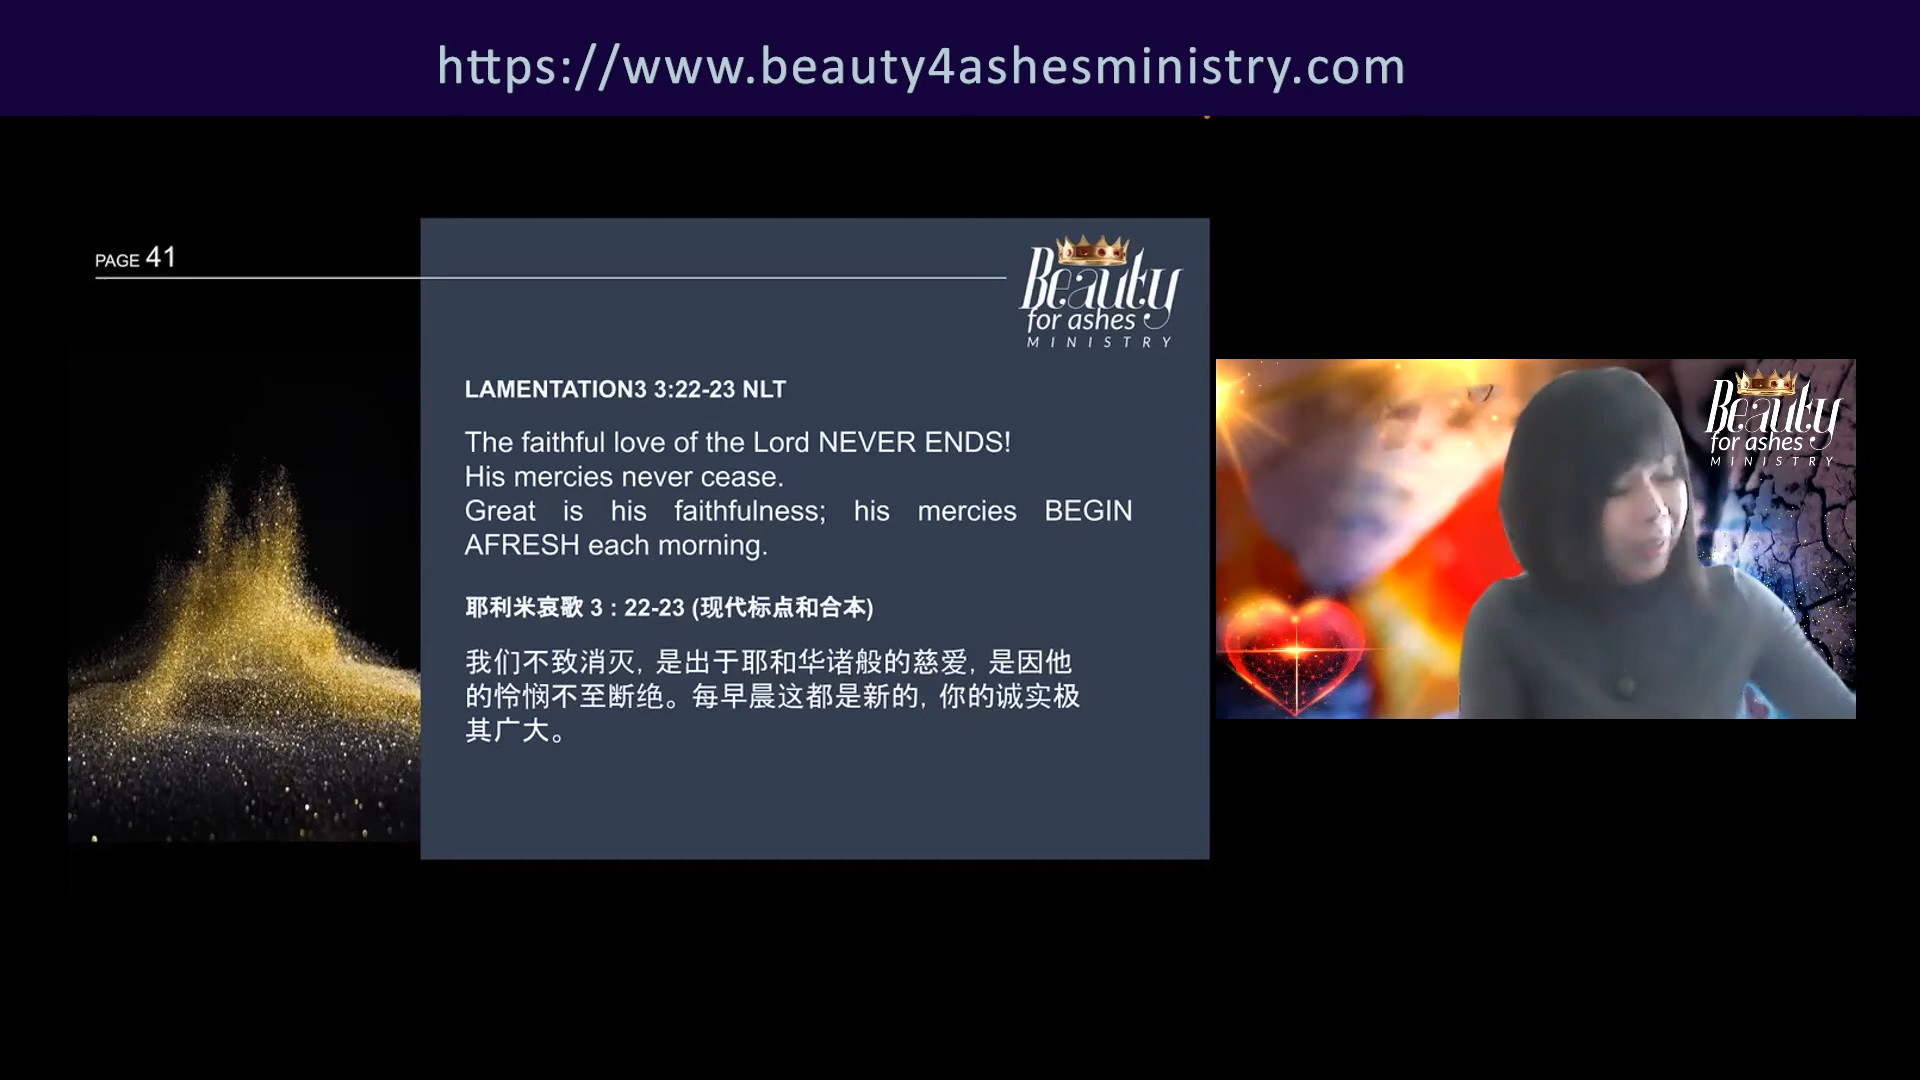 https://www.beauty4ashesministry.com
PAGE 41
Beauty
for ashes
MINISTRY
LAMENTATION3 3:22-23 NLT
The faithful love of the Lord NEVER ENDS!
His mercies never cease.
Great is his faithfulness; his mercies BEGIN
AFRESH each morning.
耶利米哀歌 3 : 22-23 (现代标点和合本)
我们不致消灭, 是出于耶和华诸般的慈爱, 是因他
的怜悯不至断绝。每早晨这都是新的, 你的诚实极
其广大。
Beauty
for ashes
MINISTRY